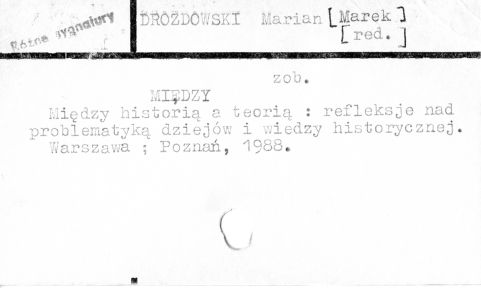 Różne sygnatury
DROZDOWSKI Marian [Marek]
[red.]
zob.
MIĘDZY
Między historią a teorią : refleksje nad
problematyką dziejów i wiedzy historycznej.
Warszawa ; Poznań, 1988.